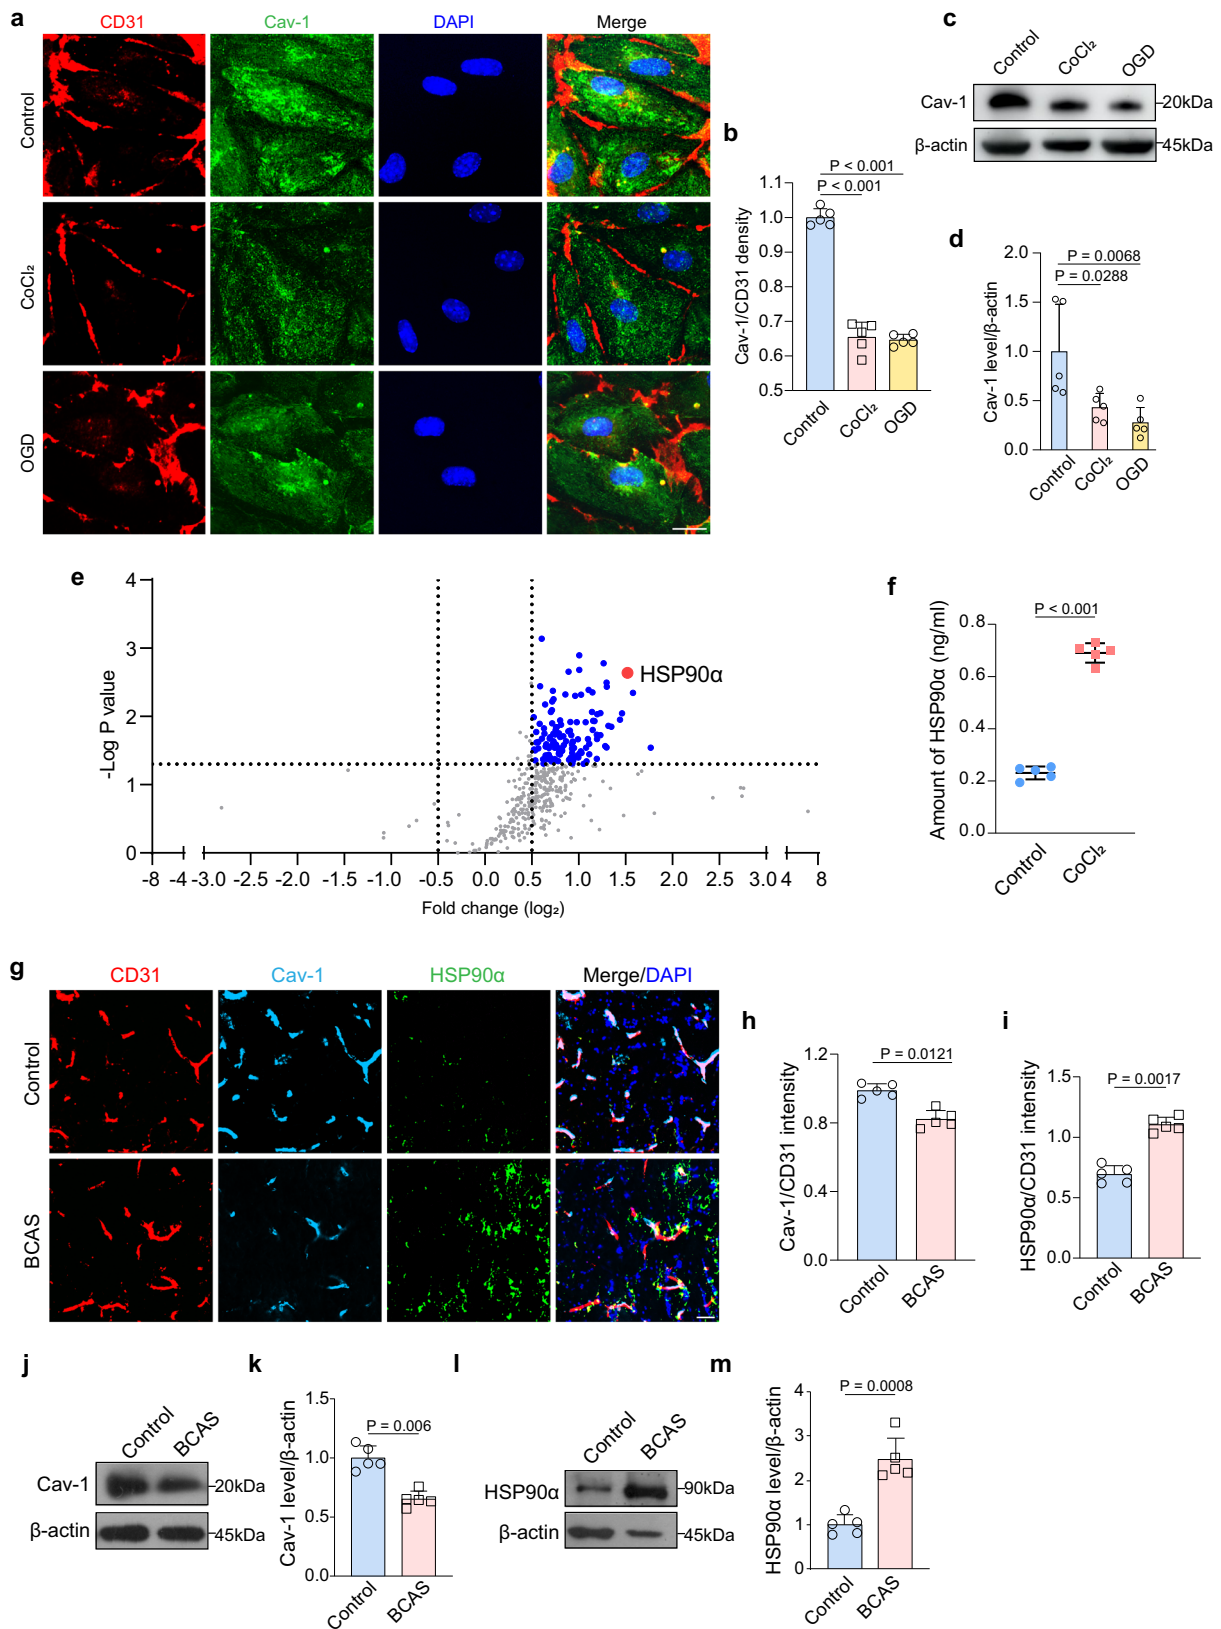 a
CD31 Cav-1 DAPI Merge
Control
CoCl₂
OGD
b
P < 0.001
P < 0.001
Cav-1/CD31 density
1.1
1.0
0.9
0.8
0.7
0.6
0.5
Control CoCl₂ OGD
c
Control CoCl₂ OGD
Cav-1 20kDa
β-actin 45kDa
d
P = 0.0068
P = 0.0288
Cav-1 level/β-actin
2.0
1.5
1.0
0.5
0.0
Control CoCl₂ OGD
e
-Log P value
4
3
2
1
0
HSP90α
-8 -4 -3.0 -2.5 -2.0 -1.5 -1.0 -0.5 0.0 0.5 1.0 1.5 2.0 2.5 3.0 4 8
Fold change (log₂)
f
P < 0.001
Amount of HSP90α (ng/ml)
0.8
0.6
0.4
0.2
0.0
Control CoCl₂
g
CD31 Cav-1 HSP90α Merge/DAPI
Control
BCAS
h
P = 0.0121
Cav-1/CD31 intensity
1.2
0.8
0.4
0.0
Control BCAS
i
P = 0.0017
HSP90α/CD31 intensity
1.5
1.0
0.5
0.0
Control BCAS
j
Control BCAS
Cav-1 20kDa
β-actin 45kDa
k
P = 0.006
Cav-1 level/β-actin
1.5
1.0
0.5
0.0
Control BCAS
l
Control BCAS
HSP90α 90kDa
β-actin 45kDa
m
P = 0.0008
HSP90α level/β-actin
4
3
2
1
0
Control BCAS